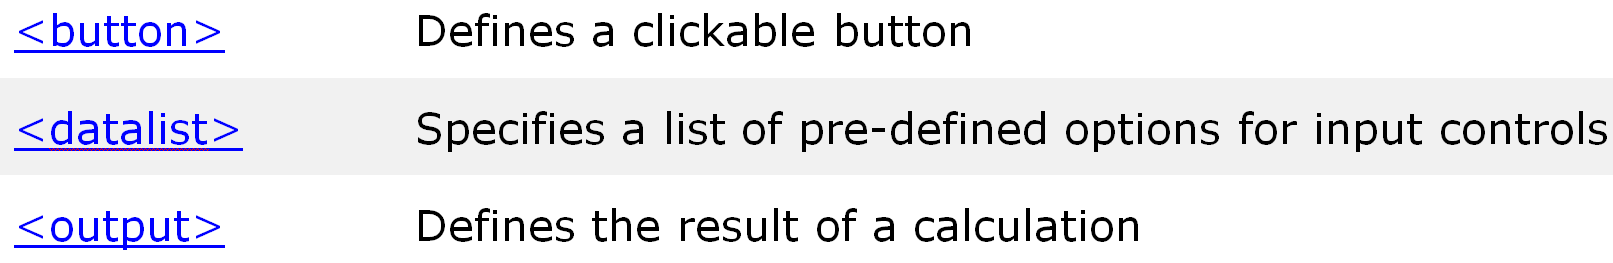 <button> Defines a clickable button
<datalist> Specifies a list of pre-defined options for input controls
<output> Defines the result of a calculation